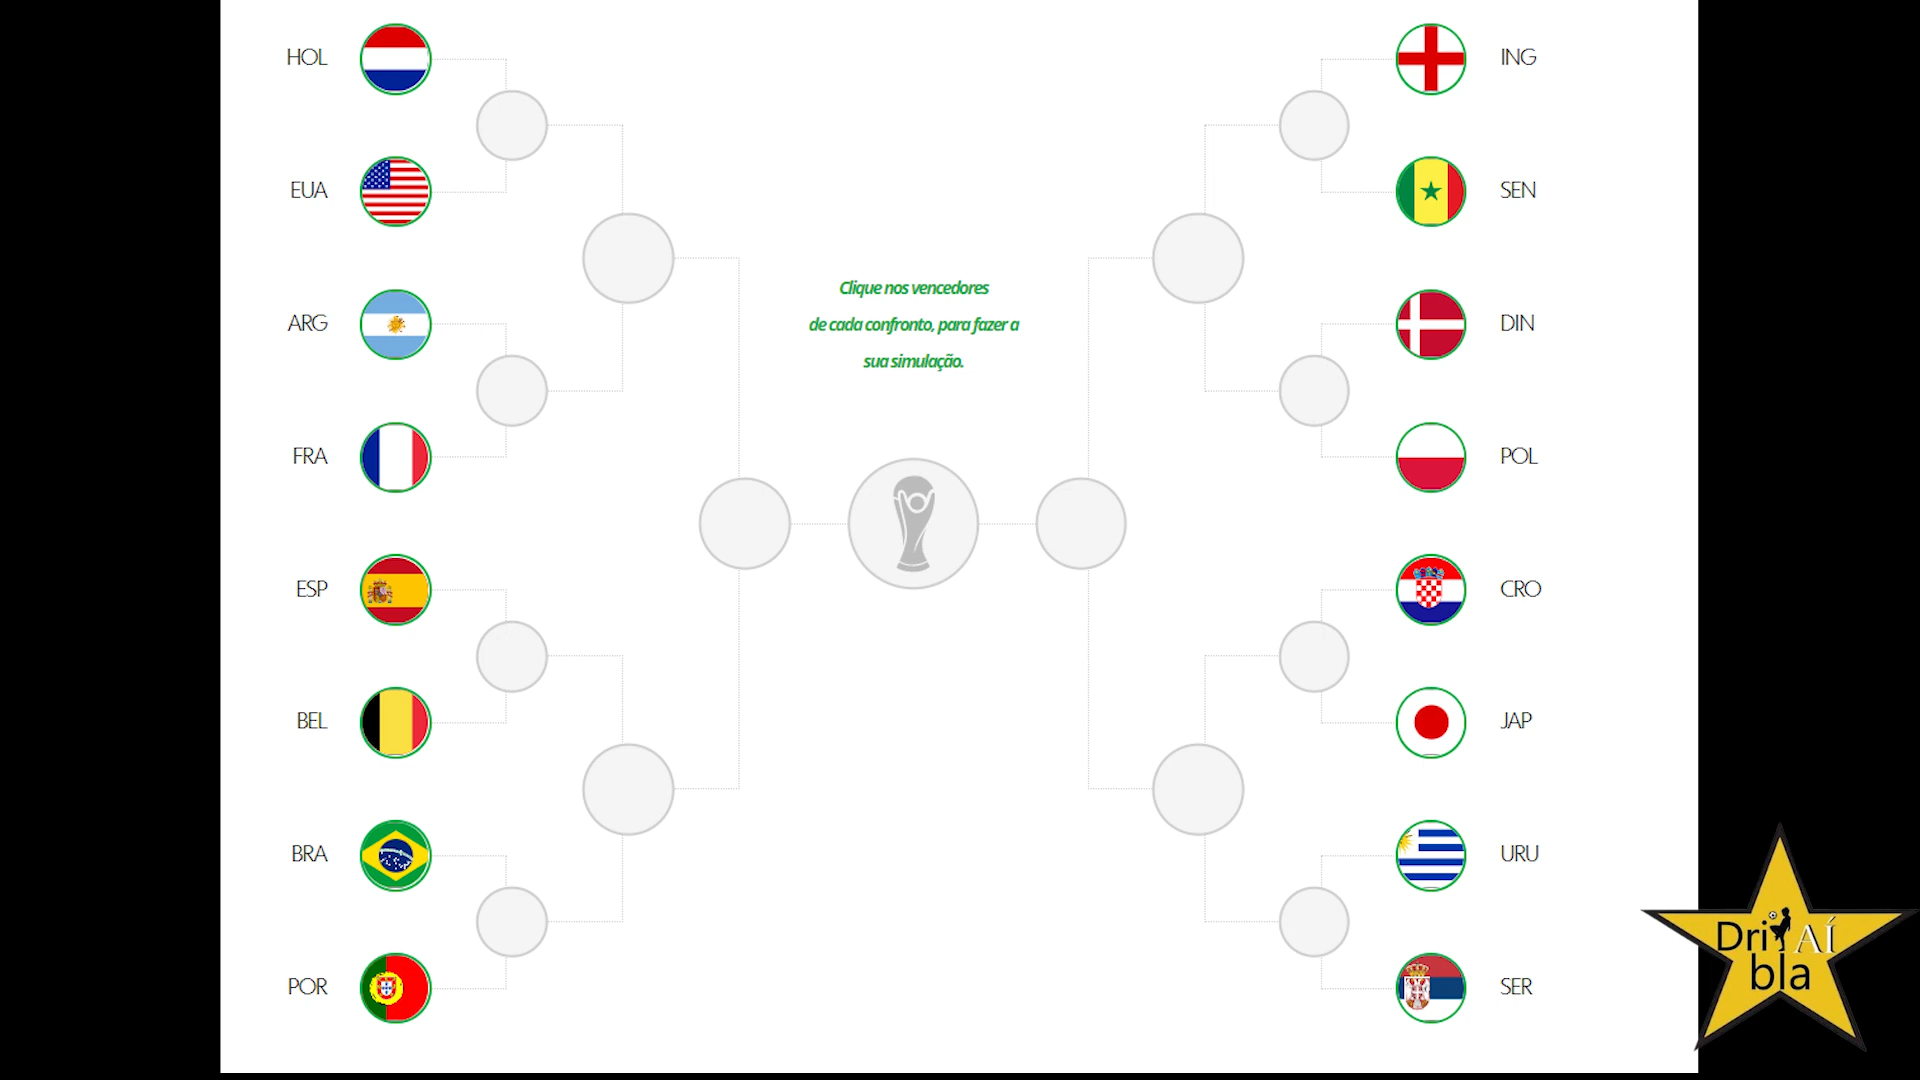 HOL
EUA
ARG
FRA
ESP
BEL
BRA
POR
Clique nos vencedores
de cada confronto, para fazer a
sua simulação.
ING
SEN
DIN
POL
CRO
JAP
URU
SER
Dri AÍ
bla